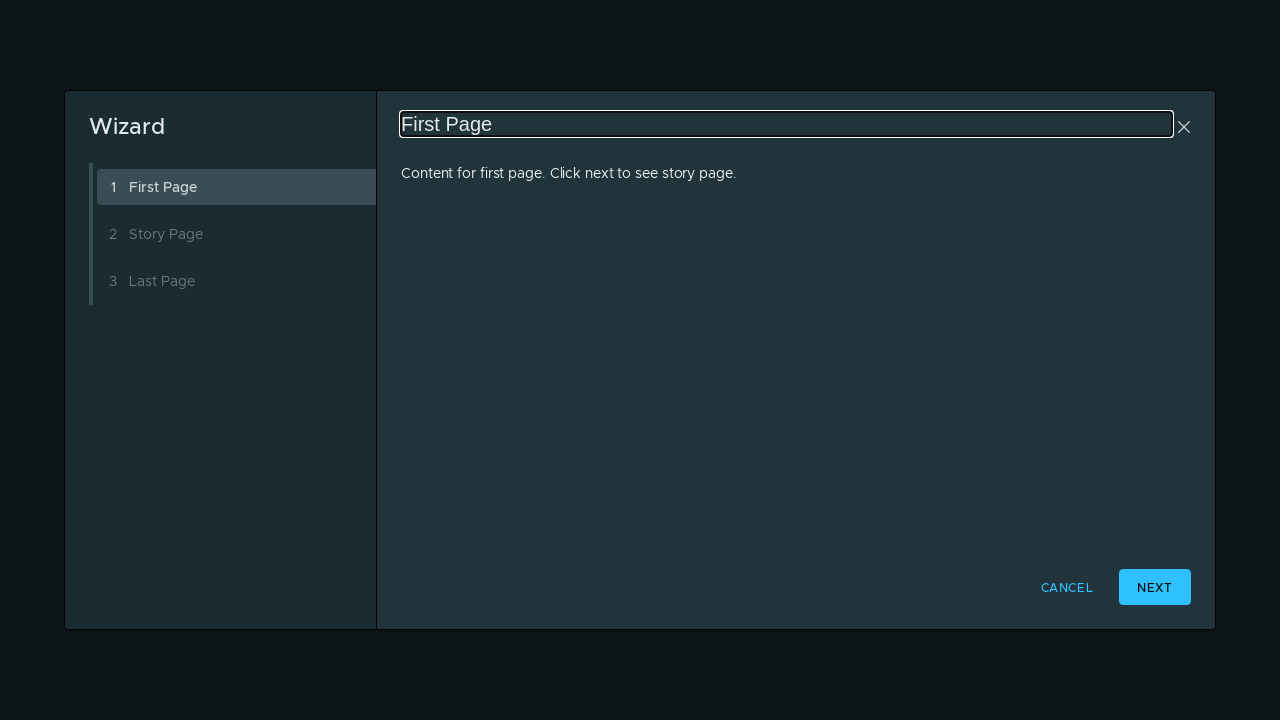 Wizard
1 First Page
2 Story Page
3 Last Page
First Page
Content for first page. Click next to see story page.
CANCEL
NEXT